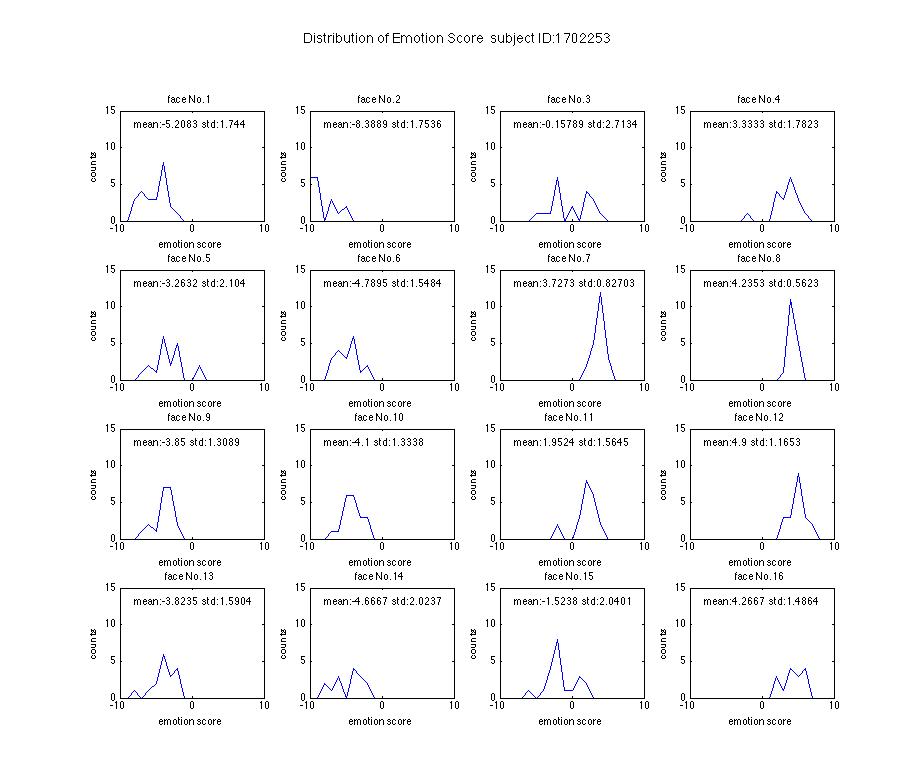 Distribution of Emotion Score subject ID:1702253
face No.1
mean:-5.2083 std:1.744
counts
15
10
5
0
-10 0 10
emotion score
face No.2
mean:-8.3889 std:1.7536
counts
15
10
5
0
-10 0 10
emotion score
face No.3
mean:-0.15789 std:2.7134
counts
15
10
5
0
-10 0 10
emotion score
face No.4
mean:3.3333 std:1.7823
counts
15
10
5
0
-10 0 10
emotion score
face No.5
mean:-3.2632 std:2.104
counts
15
10
5
0
-10 0 10
emotion score
face No.6
mean:-4.7895 std:1.5484
counts
15
10
5
0
-10 0 10
emotion score
face No.7
mean:3.7273 std:0.82703
counts
15
10
5
0
-10 0 10
emotion score
face No.8
mean:4.2353 std:0.5623
counts
15
10
5
0
-10 0 10
emotion score
face No.9
mean:-3.85 std:1.3089
counts
15
10
5
0
-10 0 10
emotion score
face No.10
mean:-4.1 std:1.3338
counts
15
10
5
0
-10 0 10
emotion score
face No.11
mean:1.9524 std:1.5645
counts
15
10
5
0
-10 0 10
emotion score
face No.12
mean:4.9 std:1.1653
counts
15
10
5
0
-10 0 10
emotion score
face No.13
mean:-3.8235 std:1.5904
counts
15
10
5
0
-10 0 10
emotion score
face No.14
mean:-4.6667 std:2.0237
counts
15
10
5
0
-10 0 10
emotion score
face No.15
mean:-1.5238 std:2.0401
counts
15
10
5
0
-10 0 10
emotion score
face No.16
mean:4.2667 std:1.4864
counts
15
10
5
0
-10 0 10
emotion score